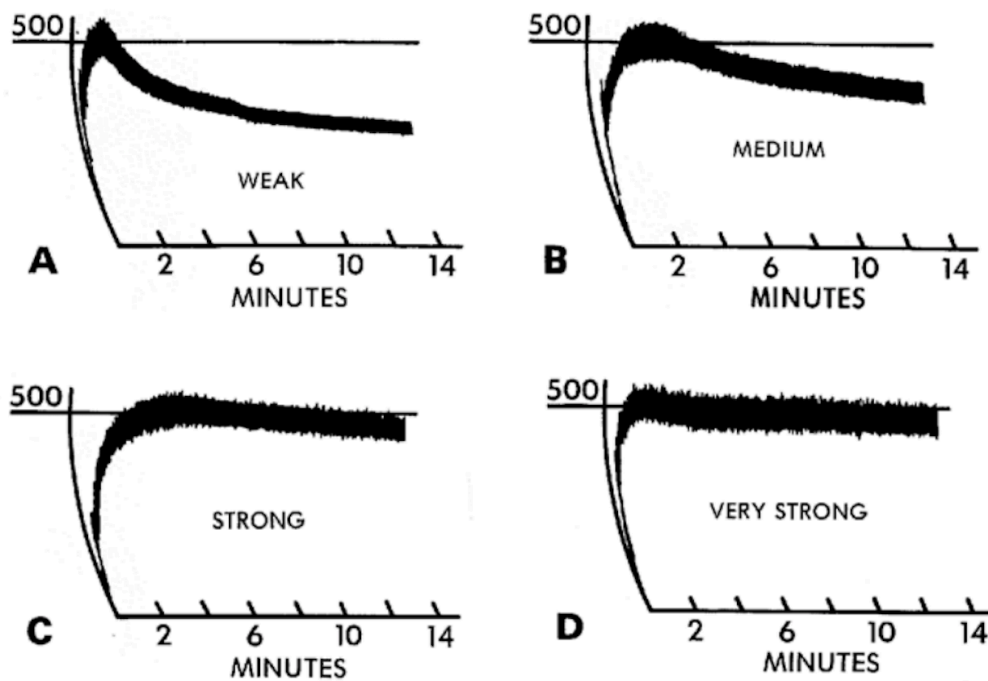 500
WEAK
A
2 6 10 14
MINUTES
500
MEDIUM
B
2 6 10 14
MINUTES
500
STRONG
C
2 6 10 14
MINUTES
500
VERY STRONG
D
2 6 10 14
MINUTES